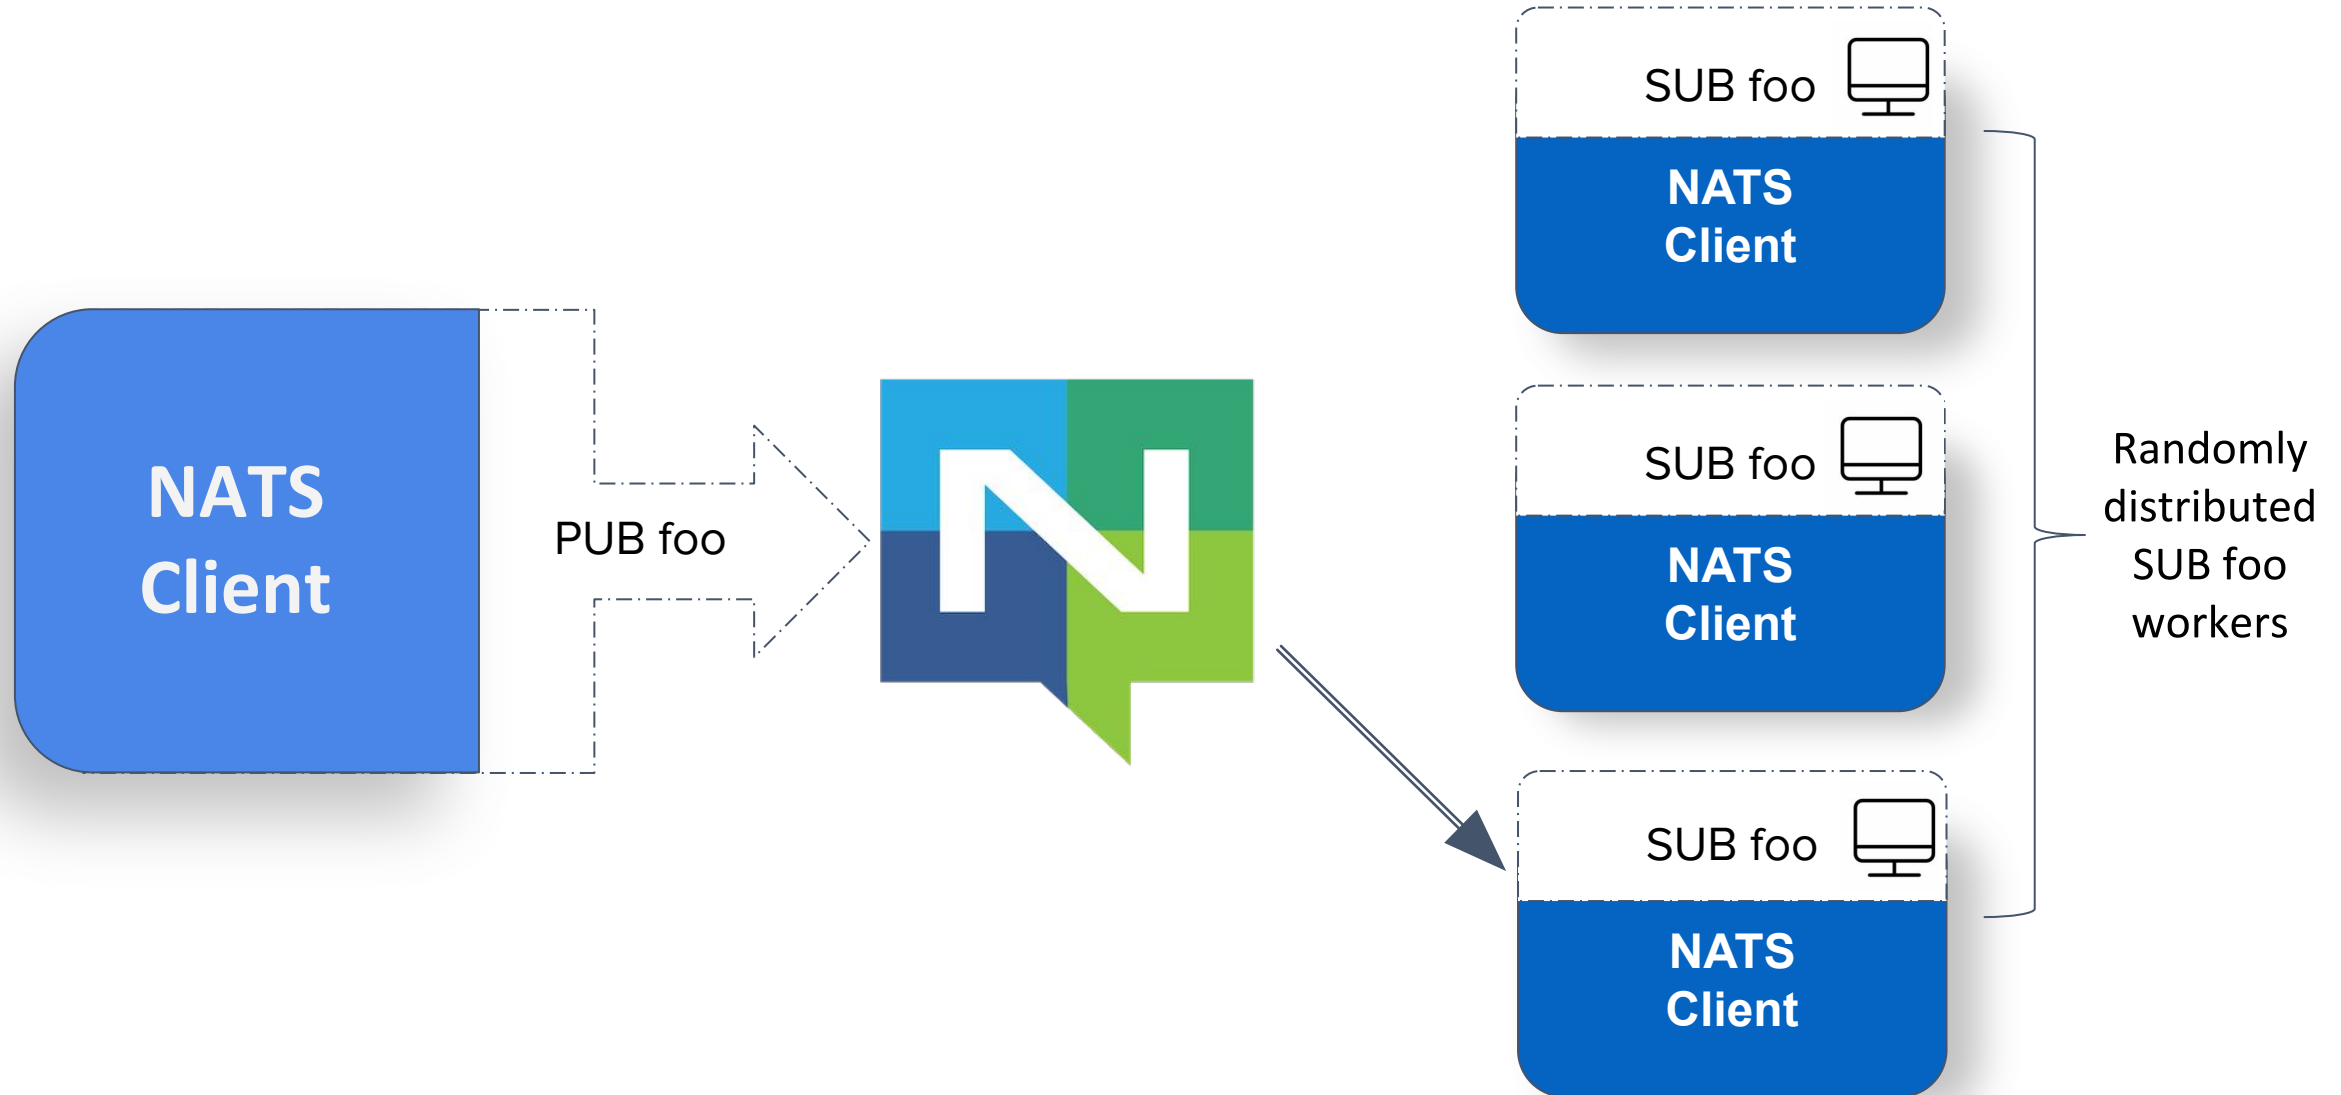 NATS
Client
PUB foo
N
SUB foo
NATS
Client
SUB foo
NATS
Client
SUB foo
NATS
Client
Randomly
distributed
SUB foo
workers